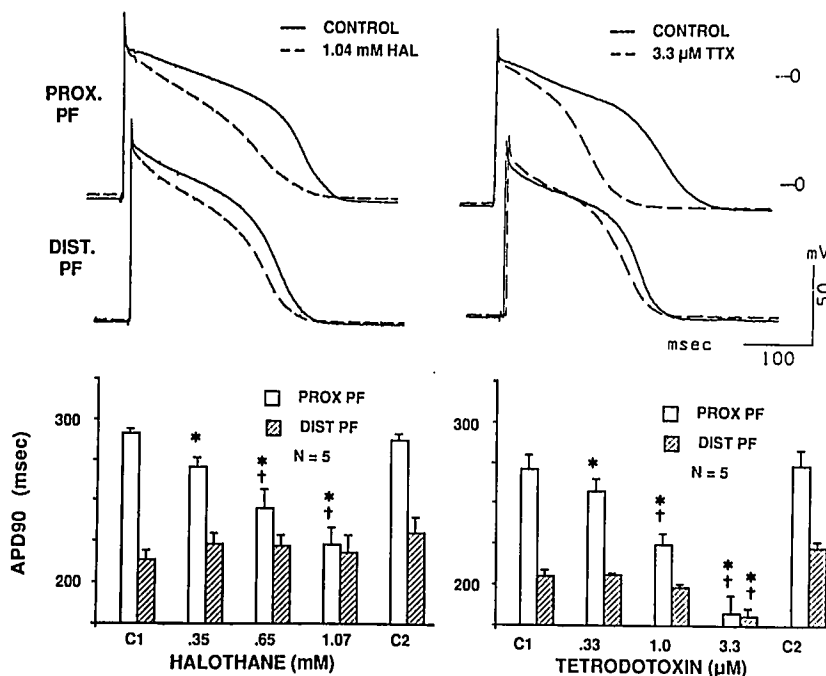 CONTROL
1.04 mM HAL
PROX.
PF
DIST.
PF
CONTROL
3.3 µM TTX
--0
--0
mV
50
msec
100
APD90 (msec)
300
200
PROX PF
DIST PF
N = 5
*
*
†
*
†
C1 .35 .65 1.07 C2
HALOTHANE (mM)
300
200
PROX PF
DIST PF
N = 5
*
*
†
*
†
*
†
C1 .33 1.0 3.3 C2
TETRODOTOXIN (µM)